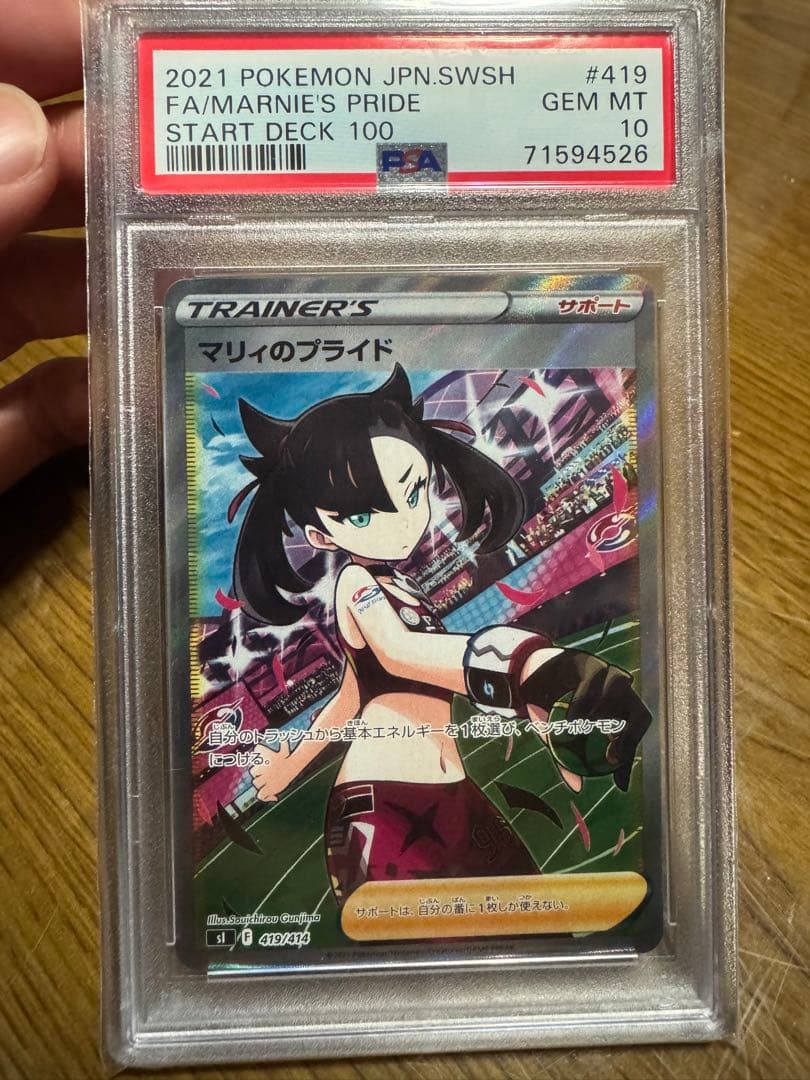 2021 POKEMON JPN.SWSH #419
FA/MARNIE'S PRIDE GEM MT
START DECK 100 10
PSA 71594526
TRAINER'S サポート
マリィのプライド
自分のトラッシュから基本エネルギーを1枚選び、ベンチポケモン
につける。
Illus. Souichirou Gunjima
サポートは、自分の番に1枚しか使えない。
sI F 419/414